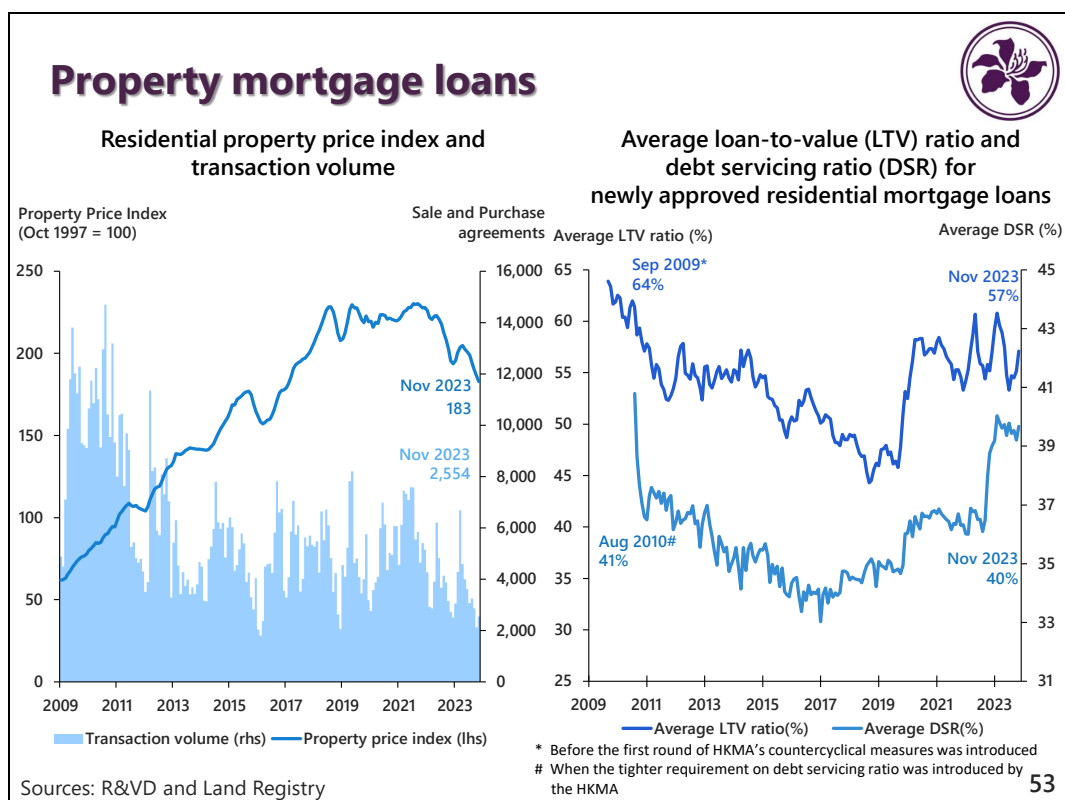 Property mortgage loans
Residential property price index and
transaction volume
Property Price Index
(Oct 1997 = 100)
Sale and Purchase
agreements
250
200
150
100
50
0
16,000
14,000
12,000
10,000
8,000
6,000
4,000
2,000
0
Nov 2023
183
Nov 2023
2,554
2009
2011
2013
2015
2017
2019
2021
2023
Transaction volume (rhs)
Property price index (lhs)
Average loan-to-value (LTV) ratio and
debt servicing ratio (DSR) for
newly approved residential mortgage loans
Average LTV ratio (%)
Average DSR (%)
65
60
55
50
45
40
35
30
25
45
43
41
39
37
35
33
31
Sep 2009*
64%
Nov 2023
57%
Aug 2010#
41%
Nov 2023
40%
2009
2011
2013
2015
2017
2019
2021
2023
Average LTV ratio(%)
Average DSR(%)
* Before the first round of HKMA's countercyclical measures was introduced
# When the tighter requirement on debt servicing ratio was introduced by
the HKMA
Sources: R&VD and Land Registry
53